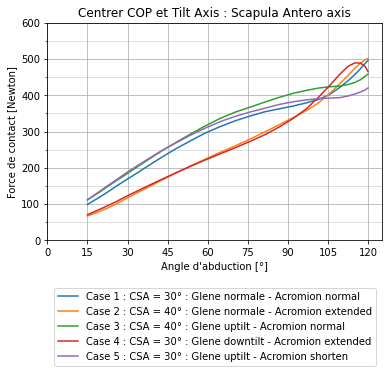 Centrer COP et Tilt Axis : Scapula Antero axis
Force de contact [Newton]
600
500
400
300
200
100
0
0 15 30 45 60 75 90 105 120
Angle d'abduction [°]
Case 1 : CSA = 30° : Glene normale - Acromion normal
Case 2 : CSA = 40° : Glene normale - Acromion extended
Case 3 : CSA = 40° : Glene uptilt - Acromion normal
Case 4 : CSA = 30° : Glene downtilt - Acromion extended
Case 5 : CSA = 30° : Glene uptilt - Acromion shorten